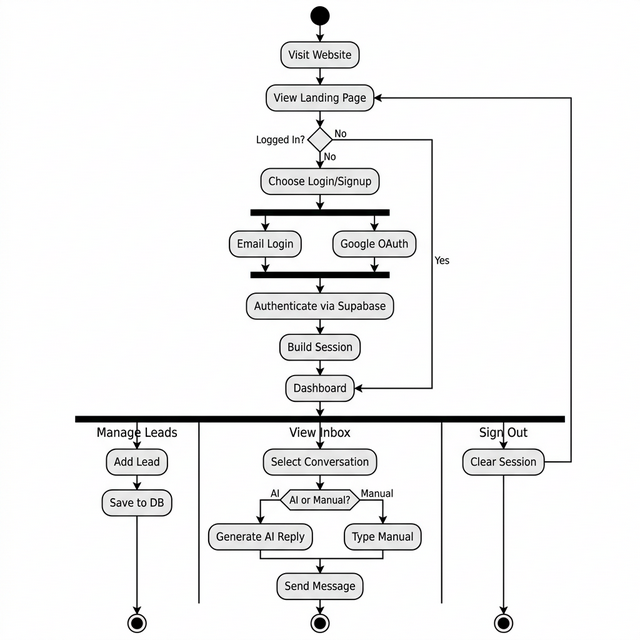 Visit Website
View Landing Page
Logged In?
No
No
Choose Login/Signup
Email Login
Google OAuth
Yes
Authenticate via Supabase
Build Session
Dashboard
Manage Leads
View Inbox
Sign Out
Add Lead
Select Conversation
Clear Session
Save to DB
AI
AI or Manual?
Manual
Generate AI Reply
Type Manual
Send Message